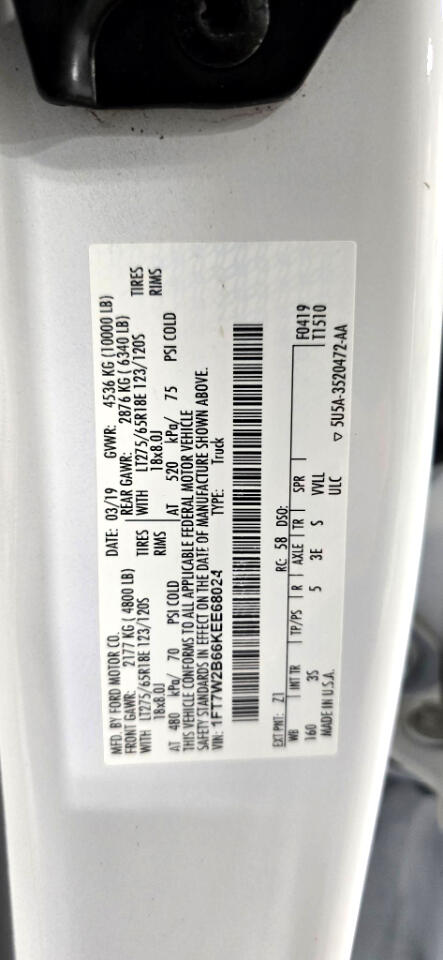 MFD. BY FORD MOTOR CO.
DATE: 03/19 GVWR: 4536 KG (10000 LB)
FRONT GAWR: 2177 KG ( 4800 LB) REAR GAWR: 2876 KG ( 6340 LB)
WITH LT275/65R18E 123/120S TIRES WITH LT275/65R18E 123/120S TIRES
18x8.0J RIMS 18x8.0J RIMS
AT 480 kPa/ 70 PSI COLD AT 520 kPa/ 75 PSI COLD
THIS VEHICLE CONFORMS TO ALL APPLICABLE FEDERAL MOTOR VEHICLE
SAFETY STANDARDS IN EFFECT ON THE DATE OF MANUFACTURE SHOWN ABOVE.
VIN: 1FT7W2B66KEE68024 TYPE: Truck
EXT PNT: Z1 RC: 58 DSO: F0419
WB INT TR TP/PS R AXLE TR SPR T1510
160 3S 5 3E S VVLL
MADE IN U.S.A. ULC ▽ 5U5A-3520472-AA